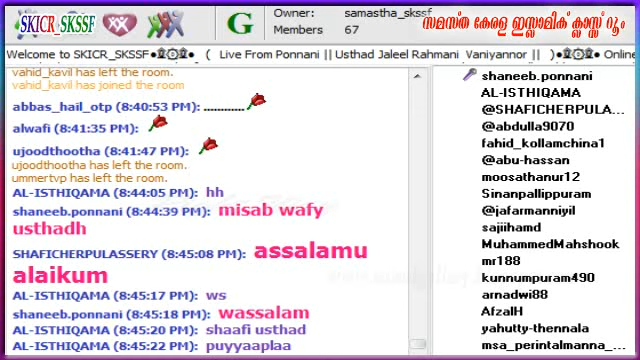 SKICR_SKSSF
G
Owner: samastha_skssf
Members 67
സമസ്ത കേരള ഇസ്ലാമിക് ക്ലാസ്സ് റൂം
Welcome to SKICR_SKSSF ( Live From Ponnani || Usthad Jaleel Rahmani Vaniyannor || ) Online
vahid_kavil has left the room.
vahid_kavil has joined the room
abbas_hail_otp (8:40:53 PM): ............
alwafi (8:41:35 PM):
ujoodthootha (8:41:47 PM):
ujoodthootha has left the room.
ummertvp has left the room.
AL-ISTHIQAMA (8:44:05 PM): hh
shaneeb.ponnani (8:44:39 PM): misab wafy
usthadh
SHAFICHERPULASSERY (8:45:08 PM): assalamu
alaikum
AL-ISTHIQAMA (8:45:17 PM): ws
shaneeb.ponnani (8:45:18 PM): wassalam
AL-ISTHIQAMA (8:45:20 PM): shaafi usthad
AL-ISTHIQAMA (8:45:22 PM): puyyaaplaa
shaneeb.ponnani
AL-ISTHIQAMA
@SHAFICHERPULA...
@abdulla9070
fahid_kollamchina1
@abu-hassan
moosathanur12
Sinanpallippuram
@jafarmanniyil
sajiihamd
MuhammedMahshook
mr188
kunnumpuram490
arnadwi88
AfzalH
yahutty-thennala
msa_perintalmanna_...